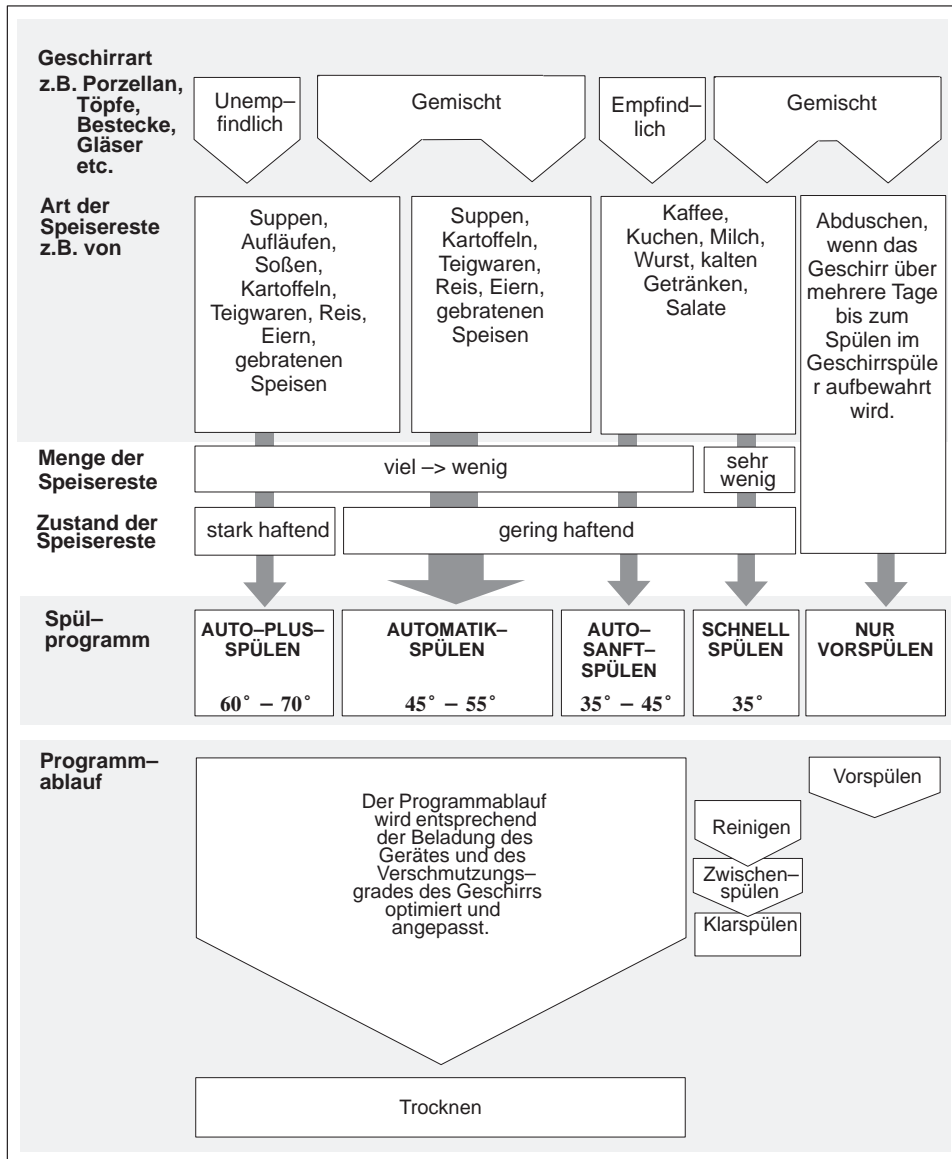 Geschirrart
z.B. Porzellan,
Töpfe,
Bestecke,
Gläser
etc.
Unemp–
findlich
Gemischt
Empfind–
lich
Gemischt
Art der
Speisereste
z.B. von
Suppen,
Aufläufen,
Soßen,
Kartoffeln,
Teigwaren, Reis,
Eiern,
gebratenen
Speisen
Suppen,
Kartoffeln,
Teigwaren,
Reis, Eiern,
gebratenen
Speisen
Kaffee,
Kuchen, Milch,
Wurst, kalten
Getränken,
Salate
Abduschen,
wenn das
Geschirr über
mehrere Tage
bis zum
Spülen im
Geschirrspüle
r aufbewahrt
wird.
Menge der
Speisereste
viel –> wenig
sehr
wenig
Zustand der
Speisereste
stark haftend
gering haftend
Spül–
programm
AUTO–PLUS–
SPÜLEN
60° – 70°
AUTOMATIK–
SPÜLEN
45° – 55°
AUTO–
SANFT–
SPÜLEN
35° – 45°
SCHNELL
SPÜLEN
35°
NUR
VORSPÜLEN
Programm–
ablauf
Der Programmablauf
wird entsprechend
der Beladung des
Gerätes und des
Verschmutzungs–
grades des Geschirrs
optimiert und
angepasst.
Reinigen
Zwischen–
spülen
Klarspülen
Vorspülen
Trocknen